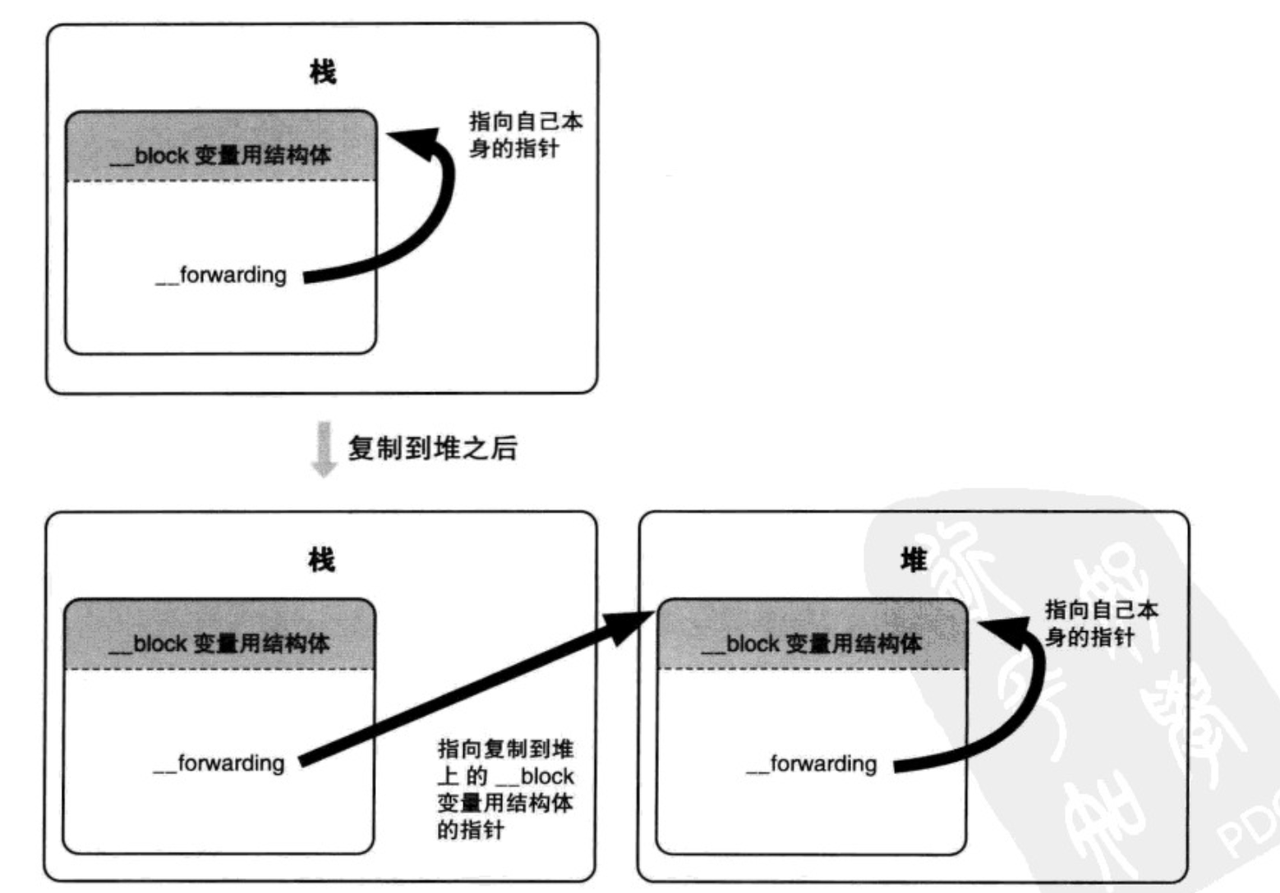 栈
__block 变量用结构体
指向自己本
身的指针
__forwarding
复制到堆之后
栈
__block 变量用结构体
__forwarding
指向复制到堆
上 的 __block
变量用结构体
的指针
堆
__block 变量用结构体
指向自己本
身的指针
__forwarding